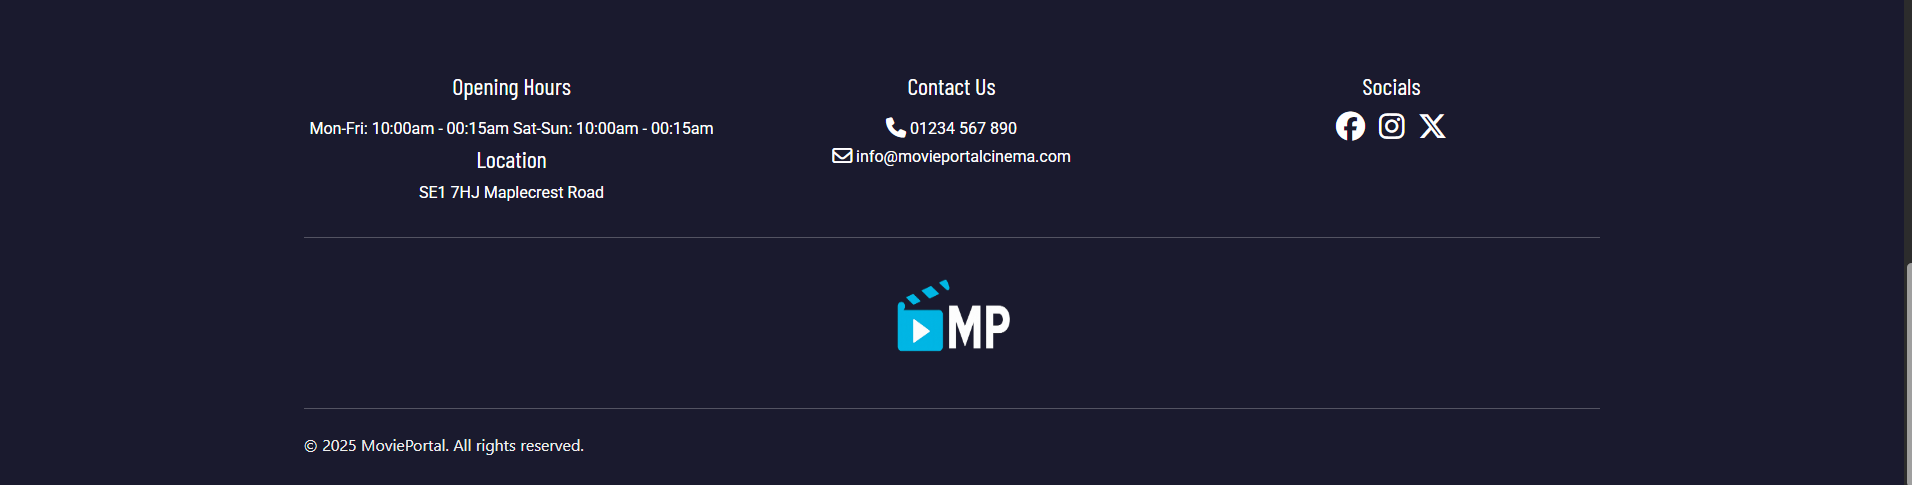 Opening Hours
Mon-Fri: 10:00am - 00:15am Sat-Sun: 10:00am - 00:15am
Location
SE1 7HJ Maplecrest Road
Contact Us
01234 567 890
info@movieportalcinema.com
Socials
MP
© 2025 MoviePortal. All rights reserved.